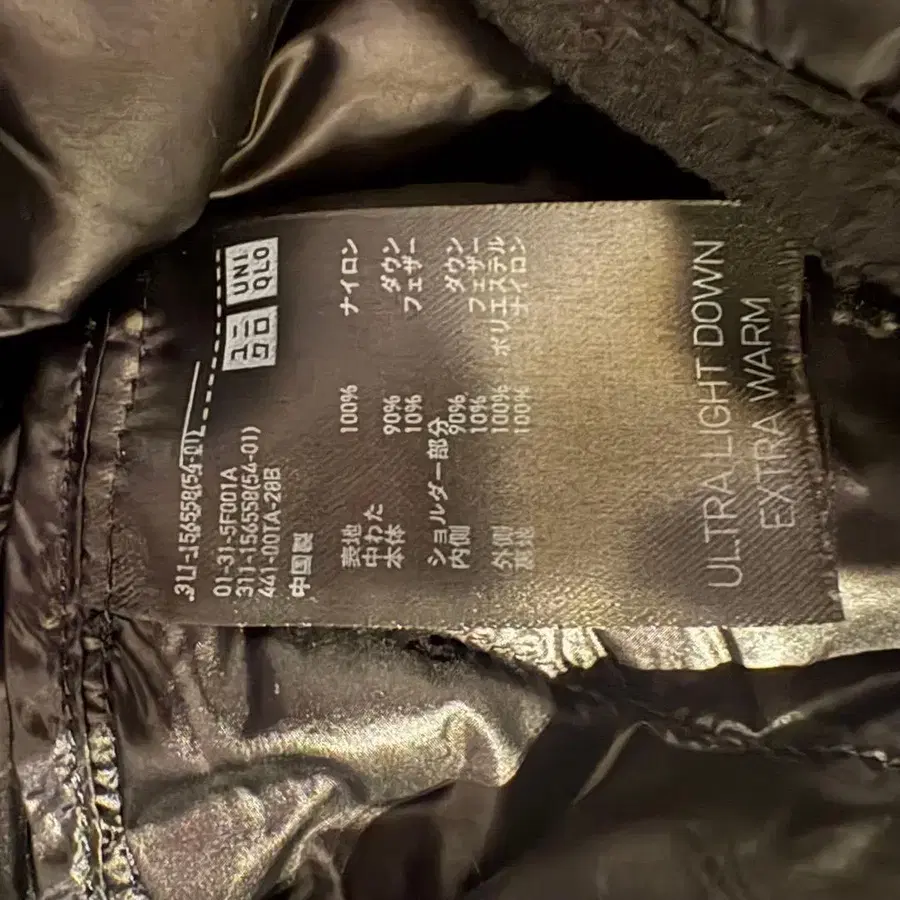 ユニ
クロ
UNI
QLO
311-156558(54-01)
01-31-5F001A
311-156558(54-01)
441-001A-28B
中国製
表地 100% ナイロン
中わた
本体 90% ダウン
10% フェザー
ショルダー部分
内側 90% ダウン
10% フェザー
外側 100% ポリエステル
裏地 100% ナイロン
ULTRA LIGHT DOWN
EXTRA WARM